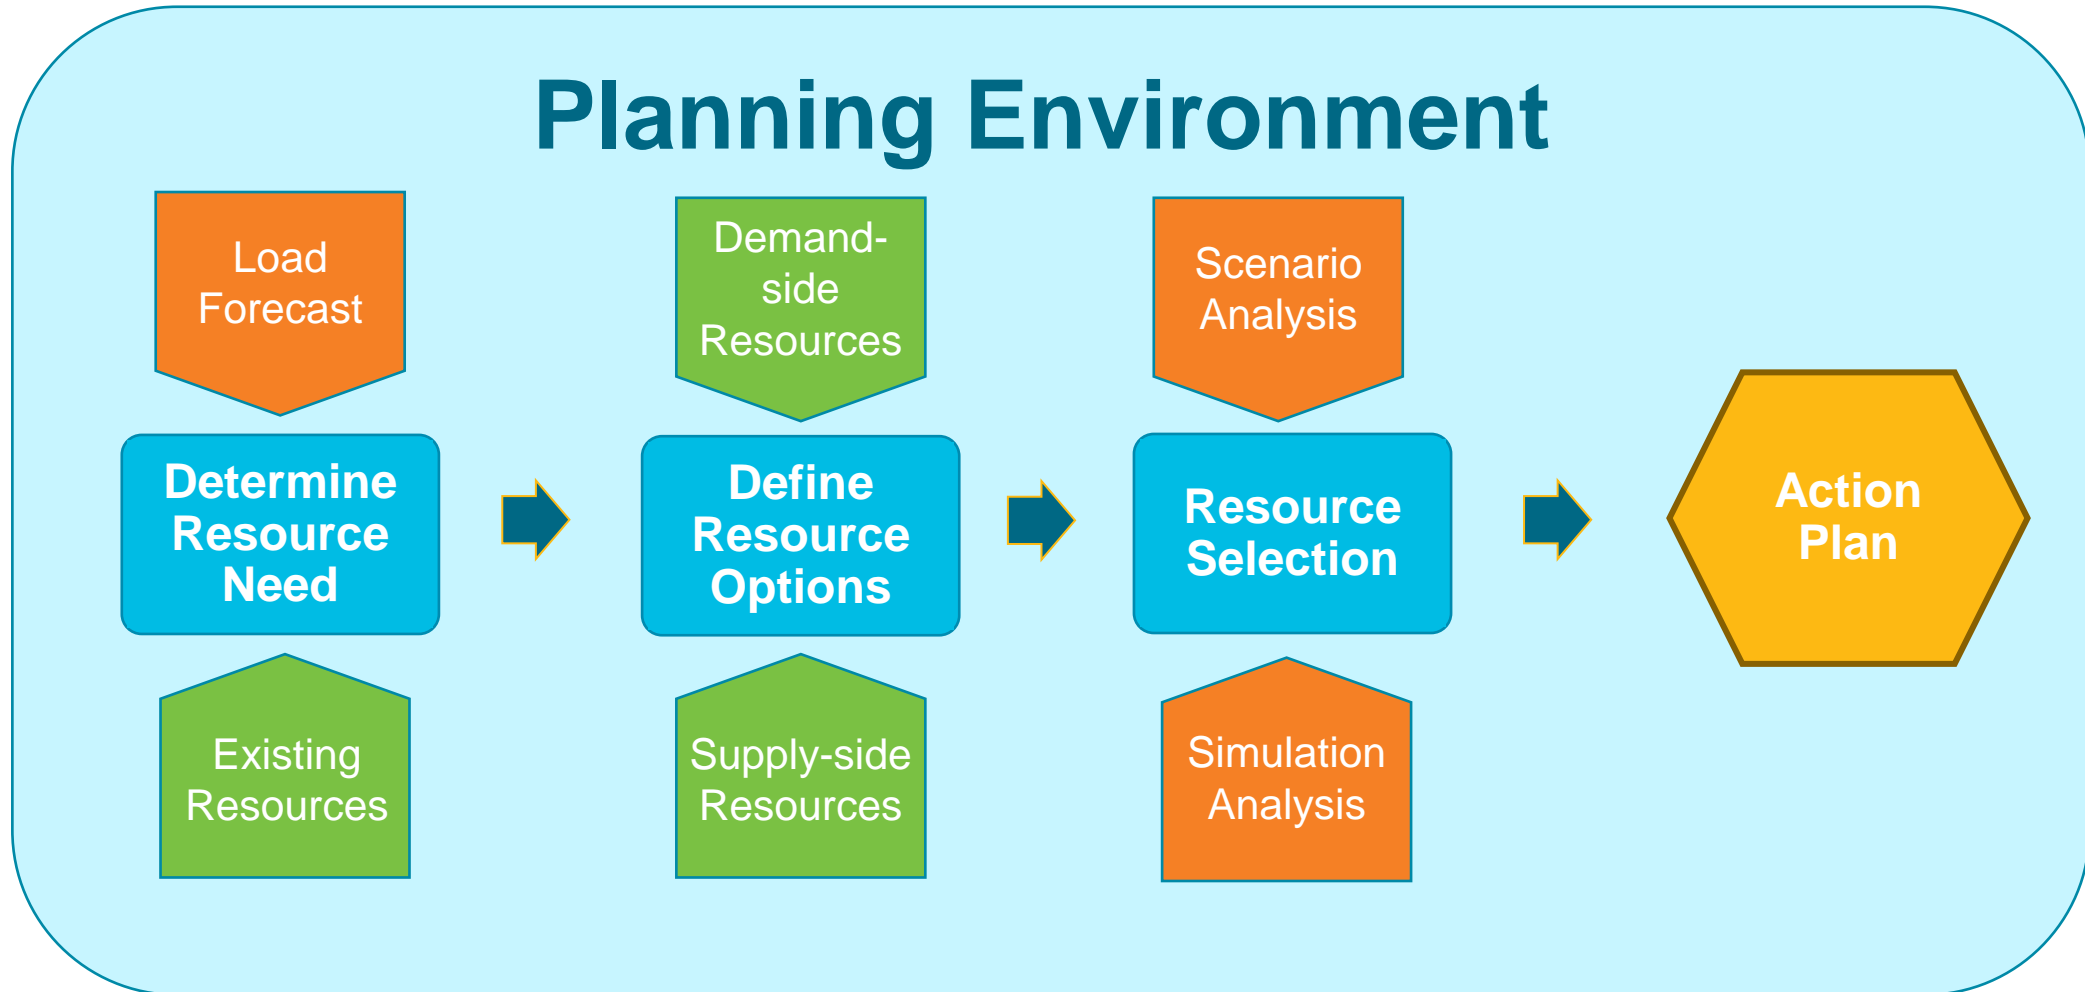 Planning Environment
Load
Forecast
Demand-
side
Resources
Scenario
Analysis
Determine
Resource
Need
Define
Resource
Options
Resource
Selection
Action
Plan
Existing
Resources
Supply-side
Resources
Simulation
Analysis